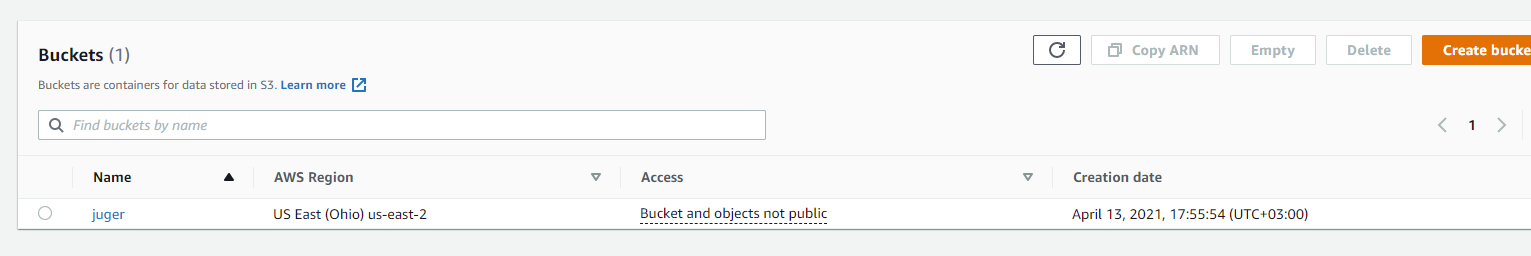 Buckets (1)
Copy ARN
Empty
Delete
Create bucke
Buckets are containers for data stored in S3. Learn more
Find buckets by name
1
Name AWS Region Access Creation date
juger US East (Ohio) us-east-2 Bucket and objects not public April 13, 2021, 17:55:54 (UTC+03:00)